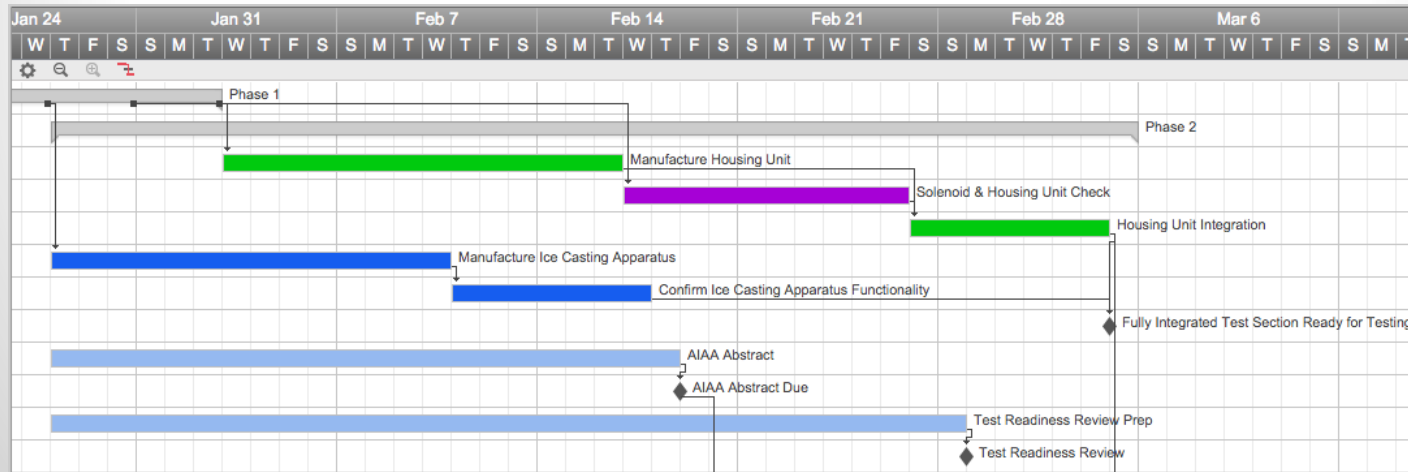 Jan 24 Jan 31 Feb 7 Feb 14 Feb 21 Feb 28 Mar 6
W T F S S M T W T F S S M T W T F S S M T W T F S S M T W T F S S M T W T F S S M T W T F S S M
Phase 1
Phase 2
Manufacture Housing Unit
Solenoid & Housing Unit Check
Housing Unit Integration
Manufacture Ice Casting Apparatus
Confirm Ice Casting Apparatus Functionality
Fully Integrated Test Section Ready for Testing
AIAA Abstract
AIAA Abstract Due
Test Readiness Review Prep
Test Readiness Review